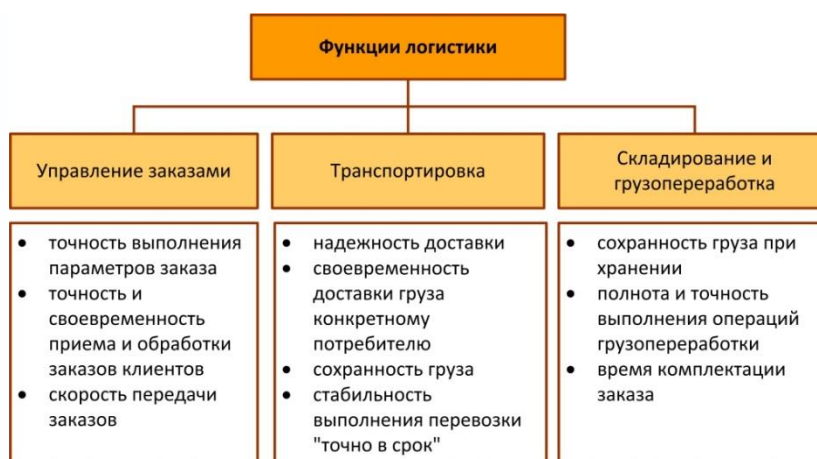 Функции логистики
Управление заказами
Транспортировка
Складирование и
грузопереработка
• точность выполнения
параметров заказа
• точность и
своевременность
приема и обработки
заказов клиентов
• скорость передачи
заказов
• надежность доставки
• своевременность
доставки груза
конкретному
потребителю
• сохранность груза
• стабильность
выполнения перевозки
"точно в срок"
• сохранность груза при
хранении
• полнота и точность
выполнения операций
грузопереработки
• время комплектации
заказа